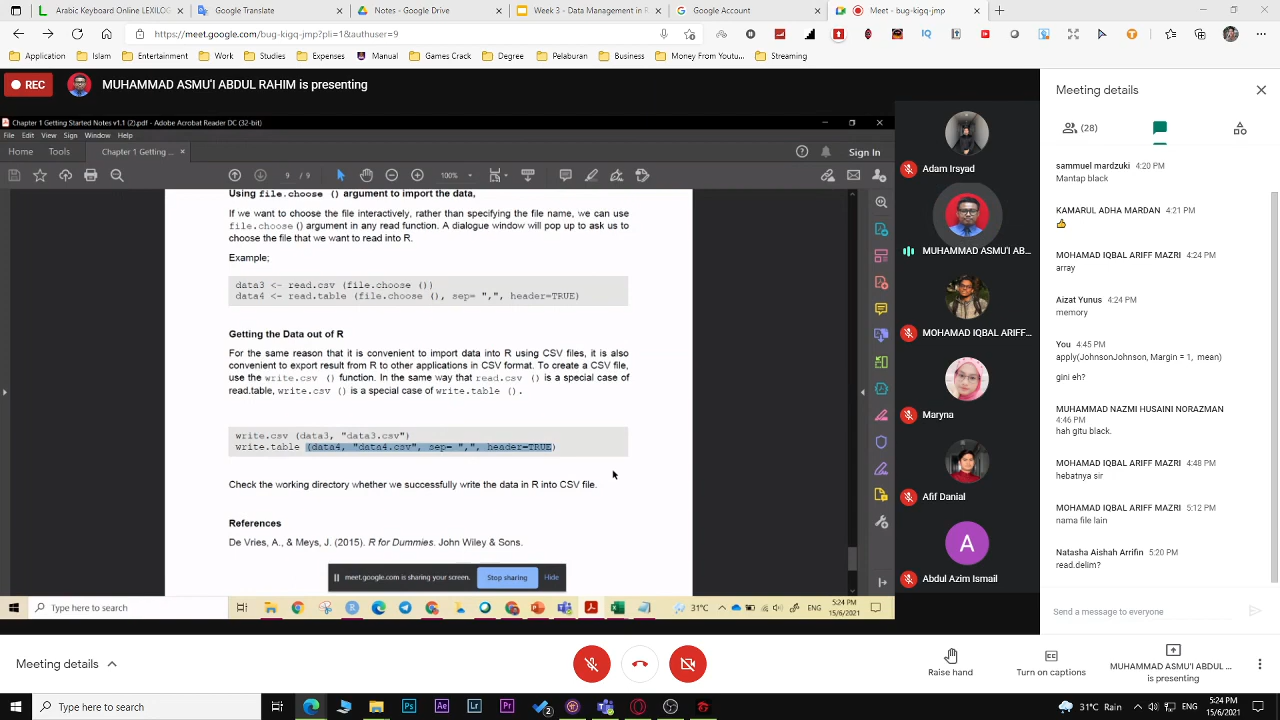 Arabic Keyboard Online LEXILOG
Google Translate
Drive - Google Drive
Week 3 - Data Management in R
(4) Google Account
Meet - bug-kigq-jmp
https://meet.google.com/bug-kigq-jmp?pli=1&authuser=9
Application
Islam
Entertainment
Work
Studies
Expense
Manual
Games Crack
Degree
Pelaburan
Business
Money From Youtu...
Streaming
REC
MUHAMMAD ASMU'I ABDUL RAHIM is presenting
Chapter 1 Getting Started Notes v1.1 (2).pdf - Adobe Acrobat Reader DC (32-bit)
File Edit View Sign Window Help
Home Tools Chapter 1 Getting ... × Sign In
9 / 9 100%
Using file.choose () argument to import the data,
If we want to choose the file interactively, rather than specifying the file name, we can use
file.choose () argument in any read function. A dialogue window will pop up to ask us to
choose the file that we want to read into R.
Example;
data3 <- read.csv (file.choose ())
data4 <- read.table (file.choose (), sep= ",", header=TRUE)
Getting the Data out of R
For the same reason that it is convenient to import data into R using CSV files, it is also
convenient to export result from R to other applications in CSV format. To create a CSV file,
use the write.csv () function. In the same way that read.csv () is a special case of
read.table, write.csv () is a special case of write.table ().
write.csv (data3, "data3.csv")
write.table (data4, "data4.csv", sep= ",", header=TRUE)
Check the working directory whether we successfully write the data in R into CSV file.
References
De Vries, A., & Meys, J. (2015). R for Dummies. John Wiley & Sons.
meet.google.com is sharing your screen. Stop sharing Hide
Type here to search
31°C
ENG
5:24 PM
15/6/2021
Adam Irsyad
MUHAMMAD ASMU'I AB...
MOHAMAD IQBAL ARIFF...
Maryna
Afif Danial
A
Abdul Azim Ismail
Meeting details
(28)
sammuel mardzuki 4:20 PM
Mantap black
KAMARUL ADHA MARDAN 4:21 PM
👍
MOHAMAD IQBAL ARIFF MAZRI 4:24 PM
array
Aizat Yunus 4:24 PM
memory
You 4:45 PM
apply(JohnsonJohnson, Margin = 1, mean)
gini eh?
MUHAMMAD NAZMI HUSAINI NORAZMAN
4:46 PM
hah gitu black.
MOHAMAD IQBAL ARIFF MAZRI 4:48 PM
hebatnya sir
MOHAMAD IQBAL ARIFF MAZRI 5:12 PM
nama file lain
Natasha Aishah Arrifin 5:20 PM
read.delim?
Send a message to everyone
Meeting details
Raise hand
Turn on captions
MUHAMMAD ASMU'I ABDUL ...
is presenting
Type here to search
31°C Rain
ENG
5:24 PM
15/6/2021